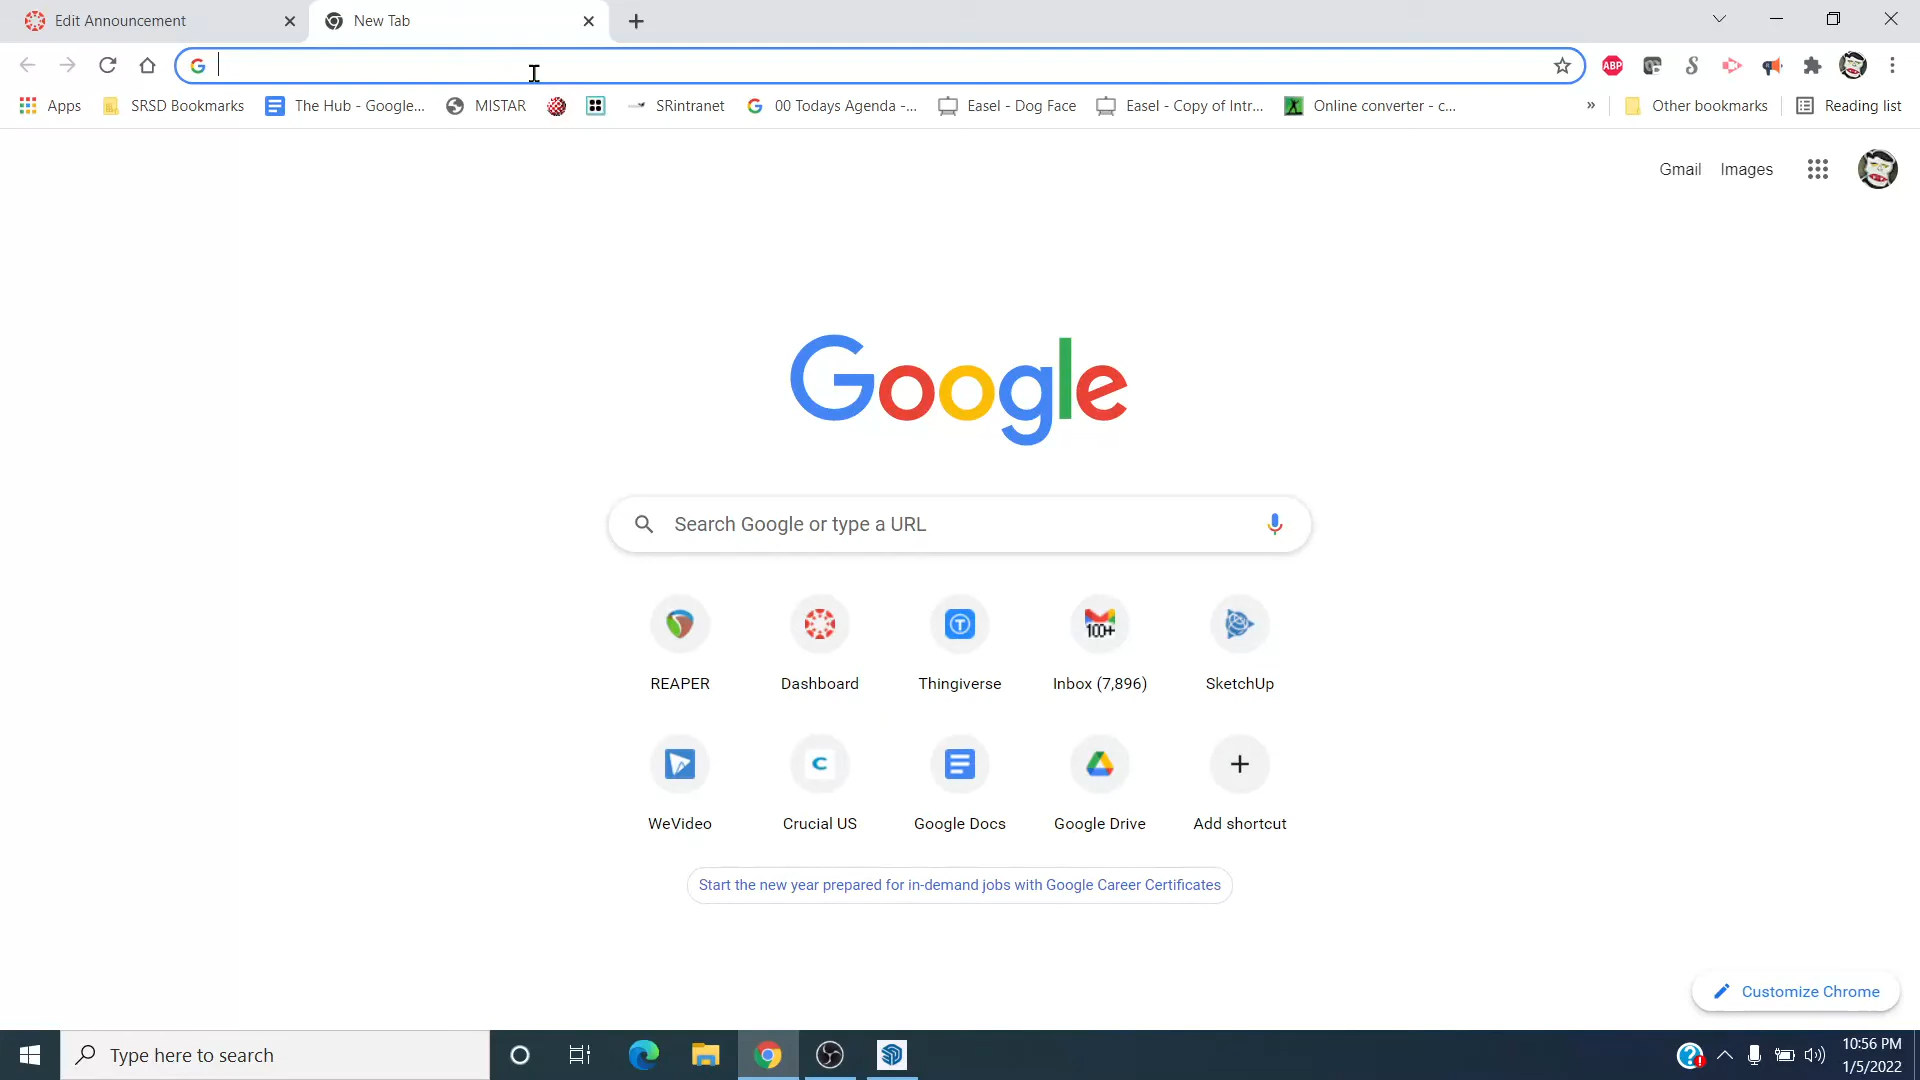 Edit Announcement
New Tab
ABP
Apps
SRSD Bookmarks
The Hub - Google...
MISTAR
SRintranet
00 Todays Agenda -...
Easel - Dog Face
Easel - Copy of Intr...
Online converter - c...
»
Other bookmarks
Reading list
Gmail
Images
Google
Search Google or type a URL
100+
REAPER
Dashboard
Thingiverse
Inbox (7,896)
SketchUp
WeVideo
Crucial US
Google Docs
Google Drive
Add shortcut
Start the new year prepared for in-demand jobs with Google Career Certificates
Customize Chrome
Type here to search
10:56 PM
1/5/2022